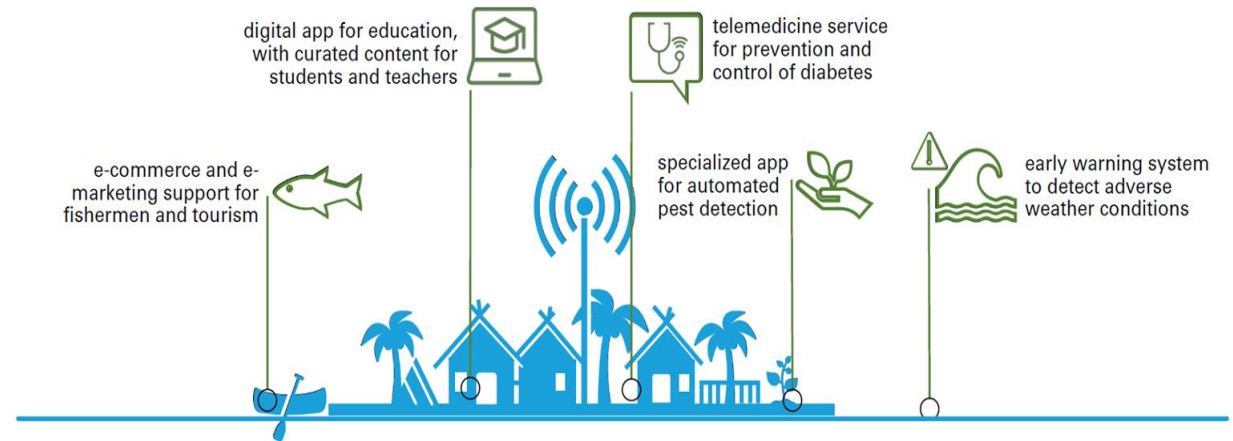 digital app for education,
with curated content for
students and teachers
telemedicine service
for prevention and
control of diabetes
e-commerce and e-
marketing support for
fishermen and tourism
specialized app
for automated
pest detection
early warning system
to detect adverse
weather conditions